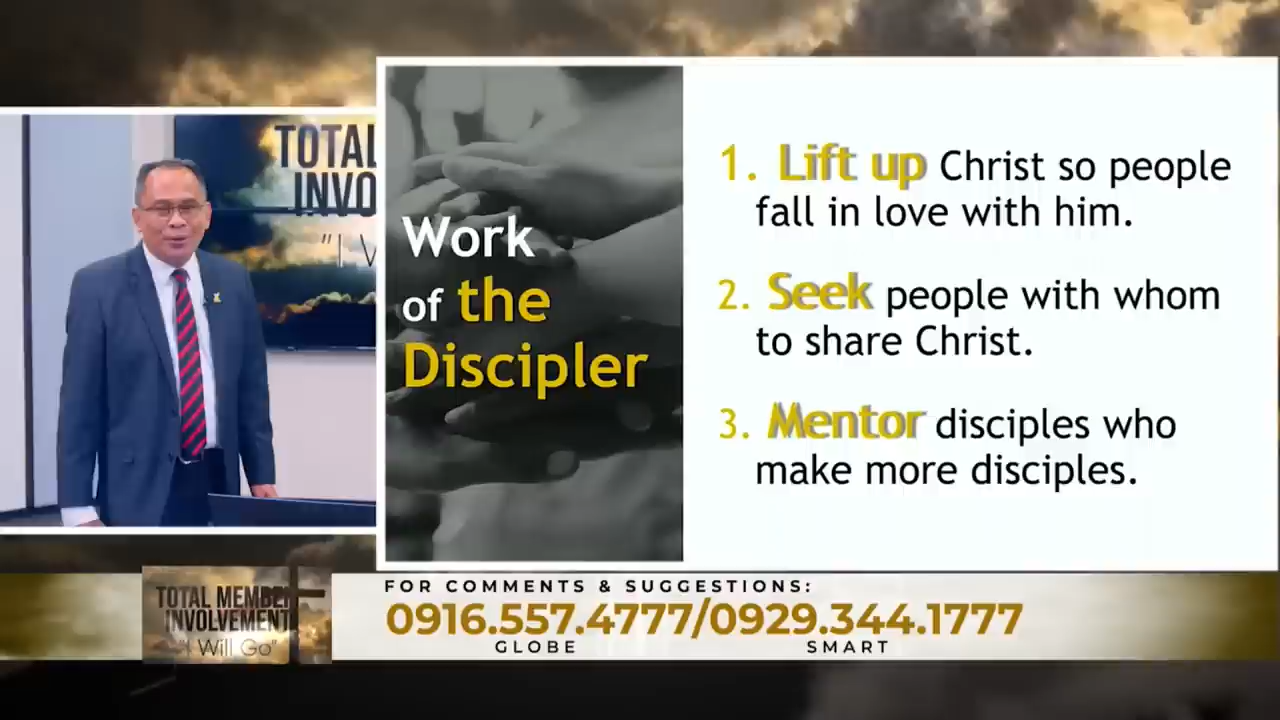 TOTAL
INVO
"I
Work
of the
Discipler
1. Lift up Christ so people
fall in love with him.
2. Seek people with whom
to share Christ.
3. Mentor disciples who
make more disciples.
TOTAL MEMBER
INVOLVEMENT
"I Will Go"
FOR COMMENTS & SUGGESTIONS:
0916.557.4777/0929.344.1777
GLOBE SMART